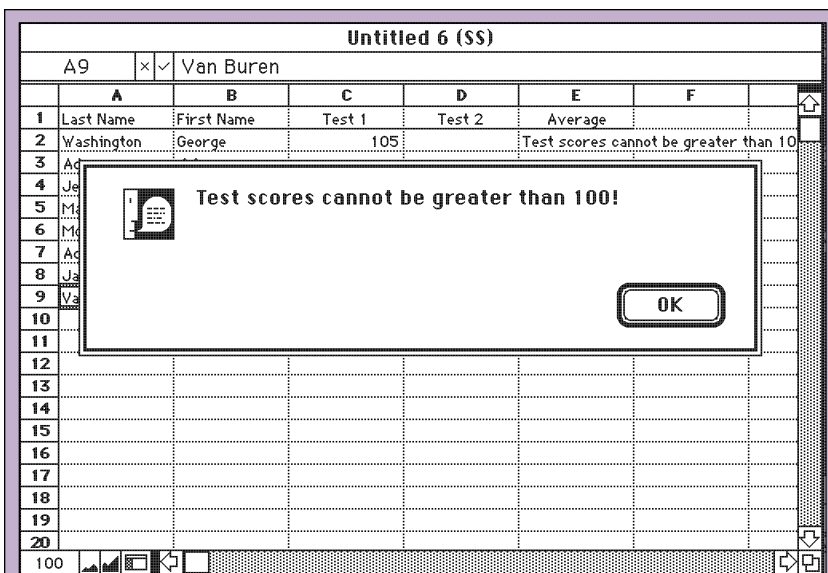 Untitled 6 (SS)
A9 Van Buren
A B C D E F
1 Last Name First Name Test 1 Test 2 Average
2 Washington George 105 Test scores cannot be greater than 10
3
4
5
6
7
8
9
Test scores cannot be greater than 100!
OK
10
11
12
13
14
15
16
17
18
19
20
100